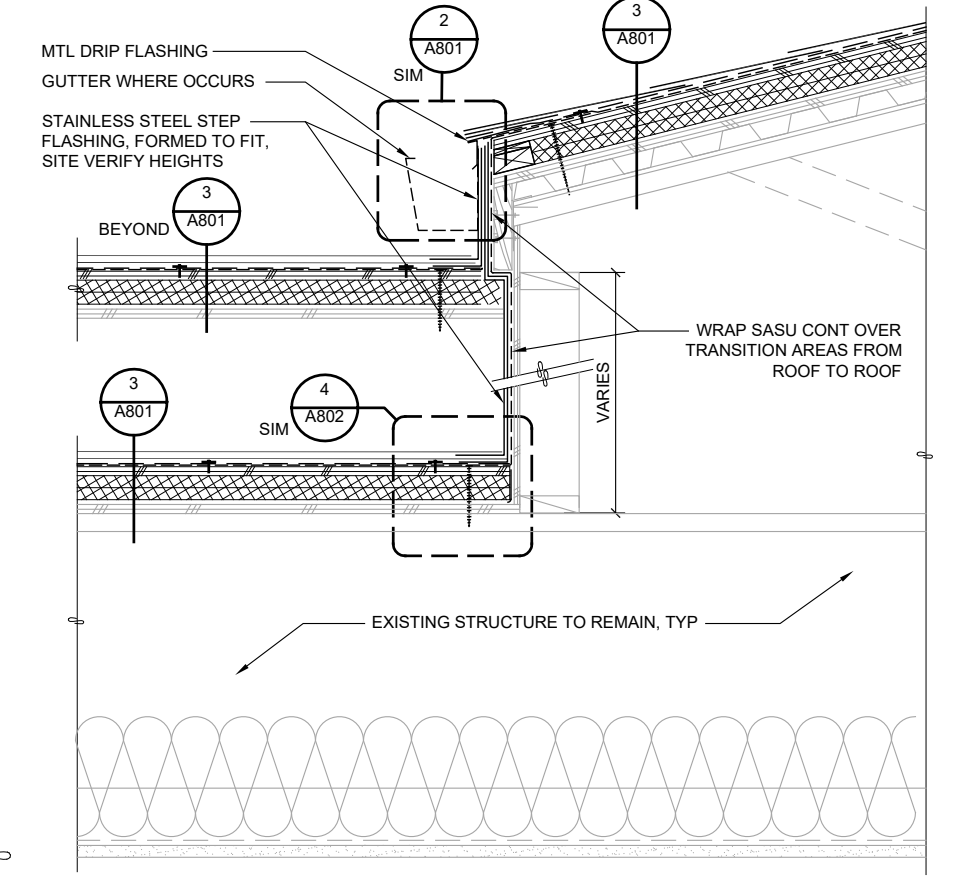 2
A801
SIM
3
A801
MTL DRIP FLASHING
GUTTER WHERE OCCURS
STAINLESS STEEL STEP
FLASHING, FORMED TO FIT,
SITE VERIFY HEIGHTS
3
A801
BEYOND
WRAP SASU CONT OVER
TRANSITION AREAS FROM
ROOF TO ROOF
VARIES
3
A801
4
A802
SIM
EXISTING STRUCTURE TO REMAIN, TYP